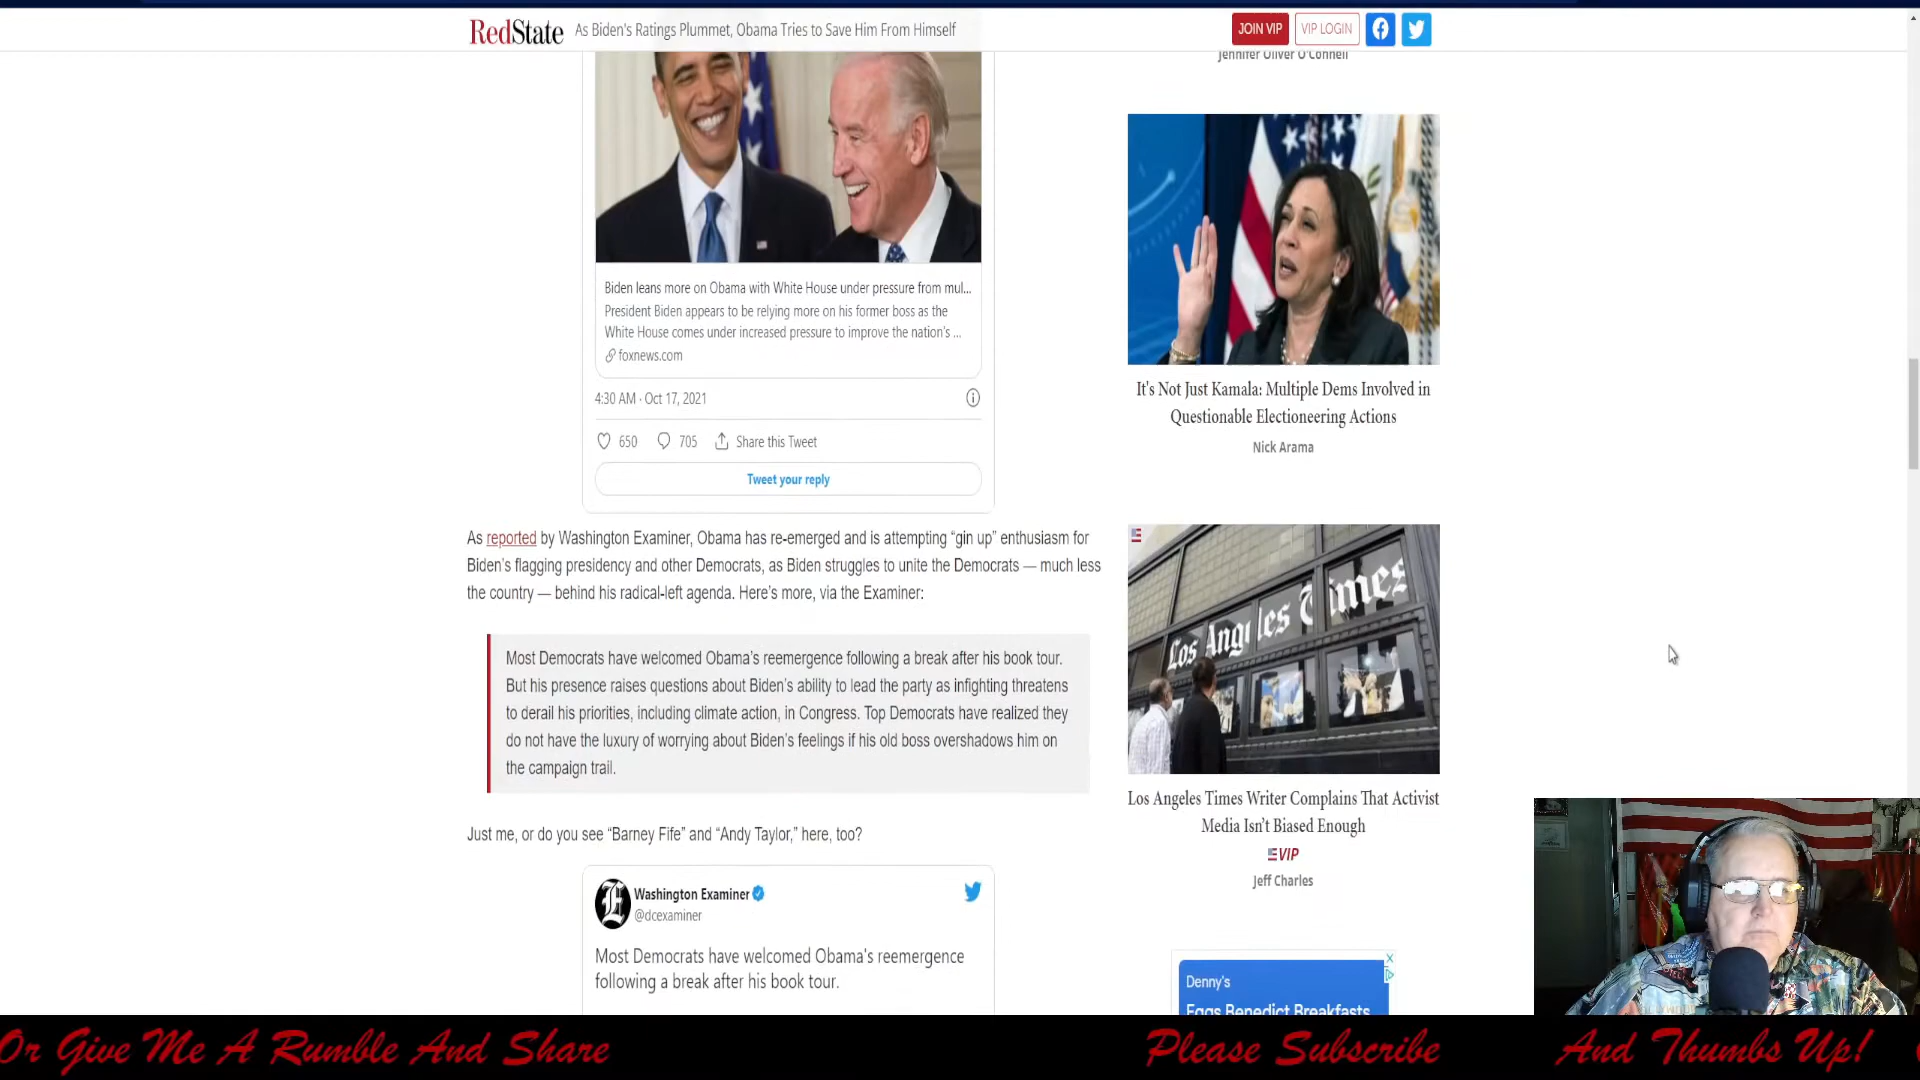 RedState
As Biden's Ratings Plummet, Obama Tries to Save Him From Himself
JOIN VIP
VIP LOGIN
Jennifer Oliver O'Connell
Biden leans more on Obama with White House under pressure from mul...
President Biden appears to be relying more on his former boss as the
White House comes under increased pressure to improve the nation's ...
foxnews.com
4:30 AM · Oct 17, 2021
650
705
Share this Tweet
Tweet your reply
As reported by Washington Examiner, Obama has re-emerged and is attempting “gin up” enthusiasm for
Biden’s flagging presidency and other Democrats, as Biden struggles to unite the Democrats — much less
the country — behind his radical-left agenda. Here’s more, via the Examiner:
Most Democrats have welcomed Obama’s reemergence following a break after his book tour.
But his presence raises questions about Biden’s ability to lead the party as infighting threatens
to derail his priorities, including climate action, in Congress. Top Democrats have realized they
do not have the luxury of worrying about Biden’s feelings if his old boss overshadows him on
the campaign trail.
Just me, or do you see “Barney Fife” and “Andy Taylor,” here, too?
Washington Examiner
@dcexaminer
Most Democrats have welcomed Obama's reemergence
following a break after his book tour.
It's Not Just Kamala: Multiple Dems Involved in
Questionable Electioneering Actions
Nick Arama
Los Angeles Times
Los Angeles Times Writer Complains That Activist
Media Isn’t Biased Enough
VIP
Jeff Charles
Denny's
Eggs Benedict Breakfasts
Or Give Me A Rumble And Share
Please Subscribe
And Thumbs Up!